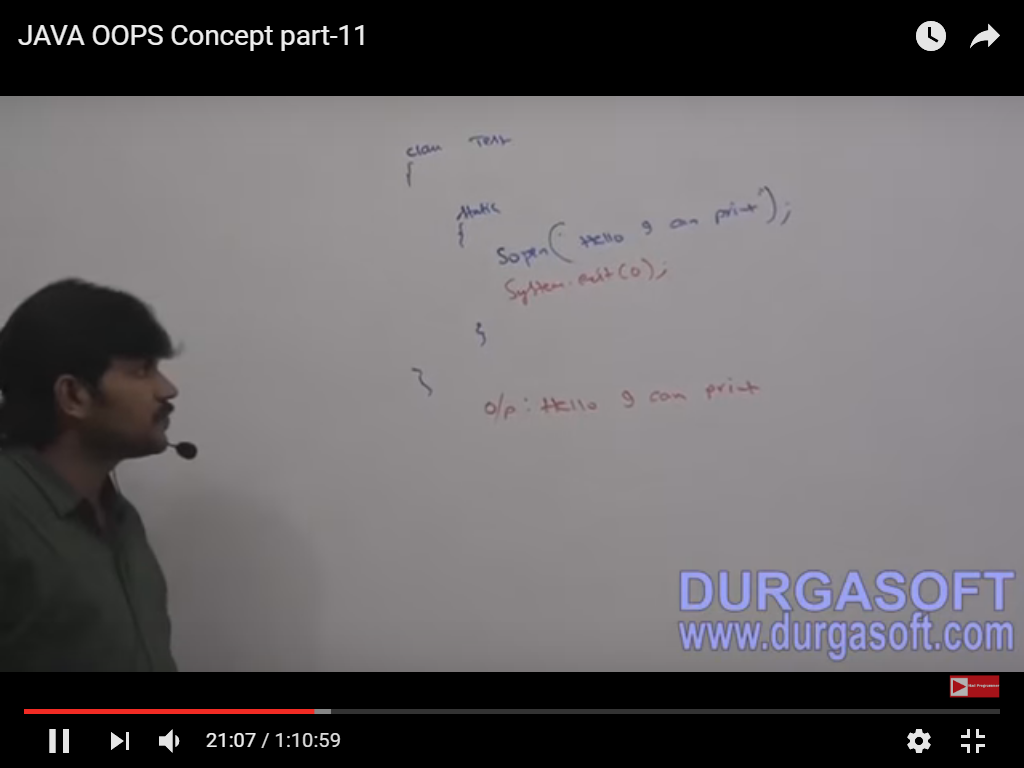 JAVA OOPS Concept part-11
class Test
{
static
{
Sopln("Hello I can print");
System.exit(0);
}
}
o/p: Hello I can print
DURGASOFT
www.durgasoft.com
21:07 / 1:10:59